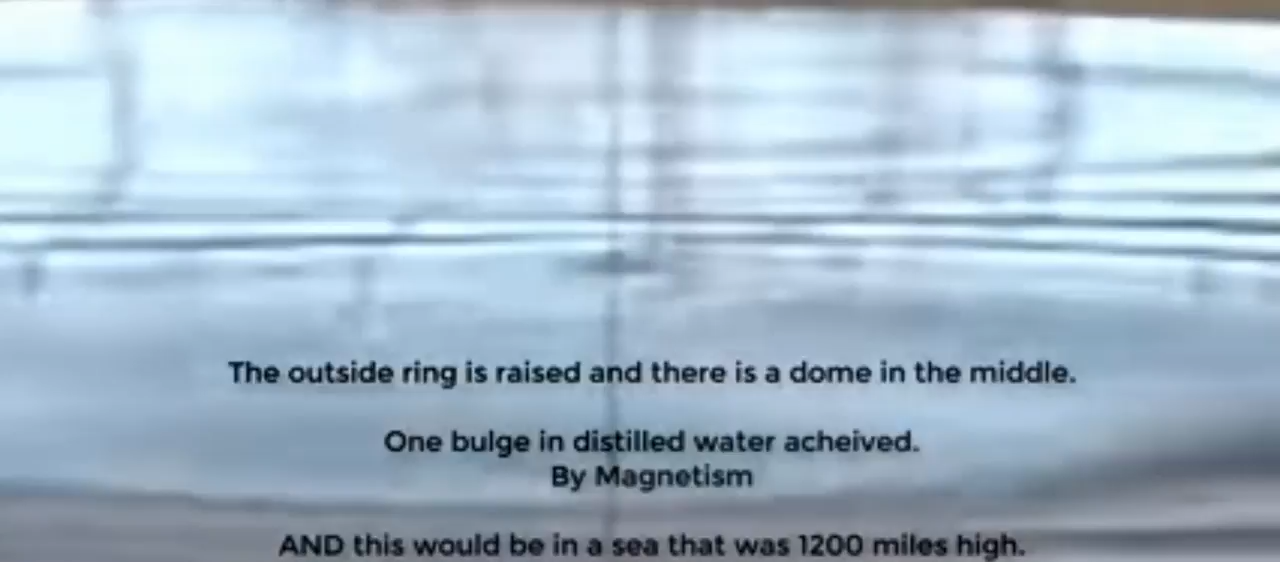 The outside ring is raised and there is a dome in the middle.
One bulge in distilled water acheived.
By Magnetism
AND this would be in a sea that was 1200 miles high.